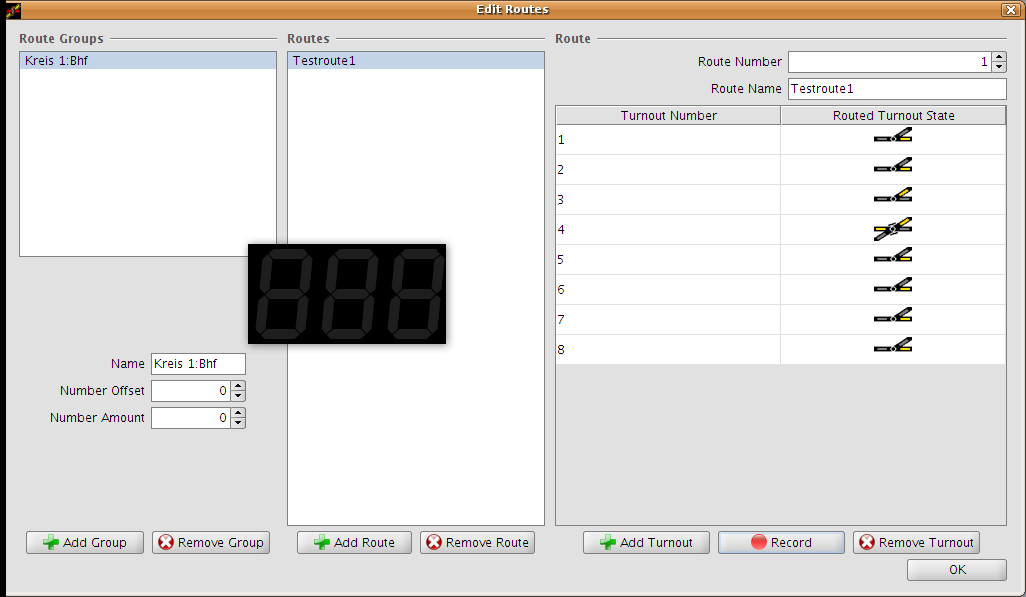 Edit Routes
Route Groups
Kreis 1:Bhf
Name Kreis 1:Bhf
Number Offset 0
Number Amount 0
Add Group Remove Group
Routes
Testroute1
Add Route Remove Route
Route
Route Number 1
Route Name Testroute1
Turnout Number Routed Turnout State
1
2
3
4
5
6
7
8
Add Turnout Record Remove Turnout
OK